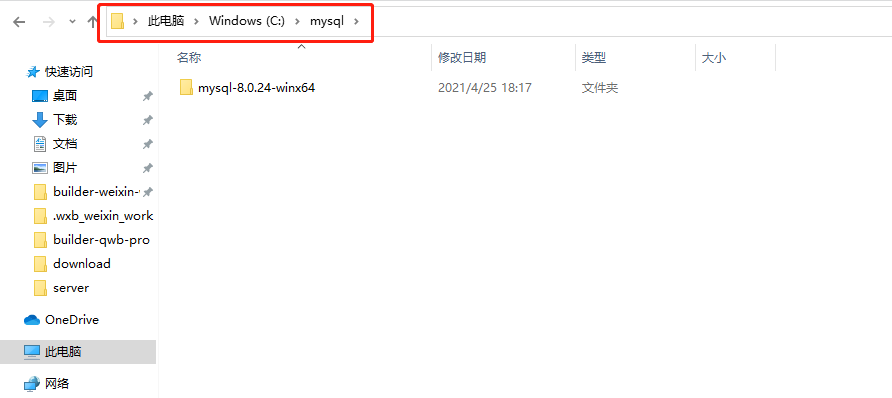 此电脑 > Windows (C:) > mysql >
名称 修改日期 类型 大小
快速访问
mysql-8.0.24-winx64 2021/4/25 18:17 文件夹
桌面
下载
文档
图片
builder-weixin-
.wxb_weixin_work
builder-qwb-pro
download
server
OneDrive
此电脑
网络